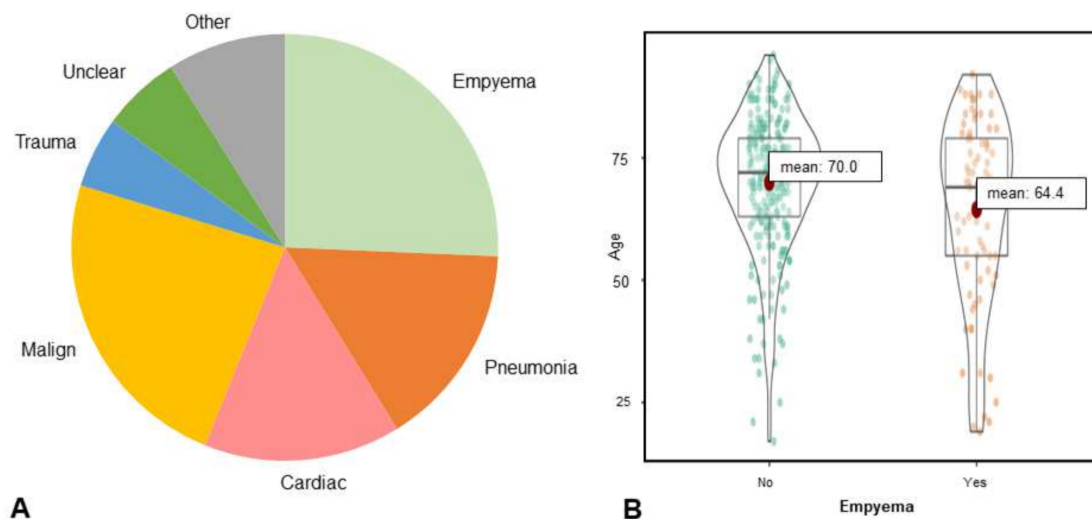 Other
Unclear
Empyema
Trauma
Malign
Pneumonia
Cardiac
A
75
mean: 70.0
mean: 64.4
Age
50
25
No
Yes
Empyema
B